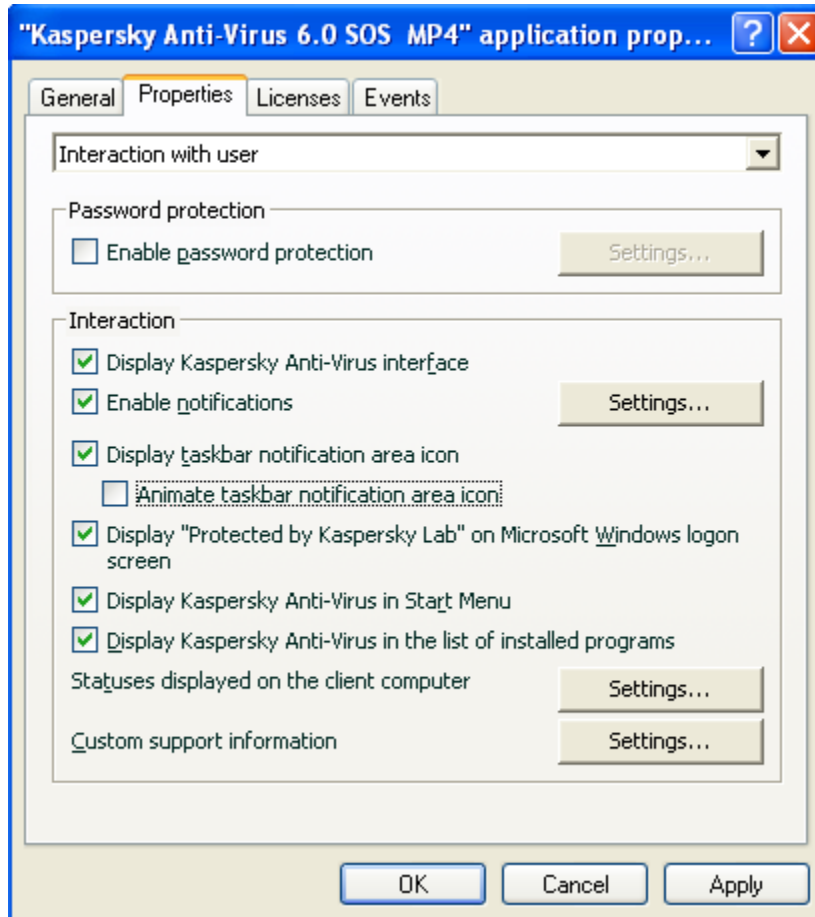 "Kaspersky Anti-Virus 6.0 SOS MP4" application prop...
General Properties Licenses Events
Interaction with user
Password protection
Enable password protection Settings...
Interaction
Display Kaspersky Anti-Virus interface
Enable notifications Settings...
Display taskbar notification area icon
Animate taskbar notification area icon
Display "Protected by Kaspersky Lab" on Microsoft Windows logon
screen
Display Kaspersky Anti-Virus in Start Menu
Display Kaspersky Anti-Virus in the list of installed programs
Statuses displayed on the client computer Settings...
Custom support information Settings...
OK Cancel Apply